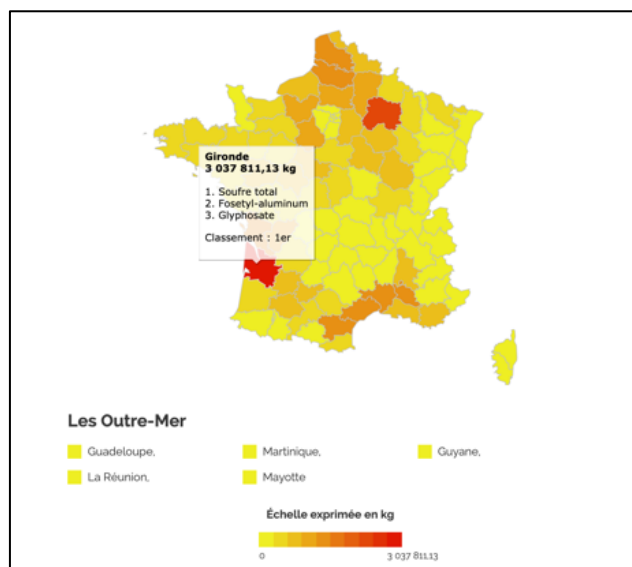 Gironde
3 037 811,13 kg
1. Soufre total
2. Fosetyl-aluminum
3. Glyphosate
Classement : 1er
Les Outre-Mer
Guadeloupe,
Martinique,
Guyane,
La Réunion,
Mayotte
Échelle exprimée en kg
0
3 037 811,13